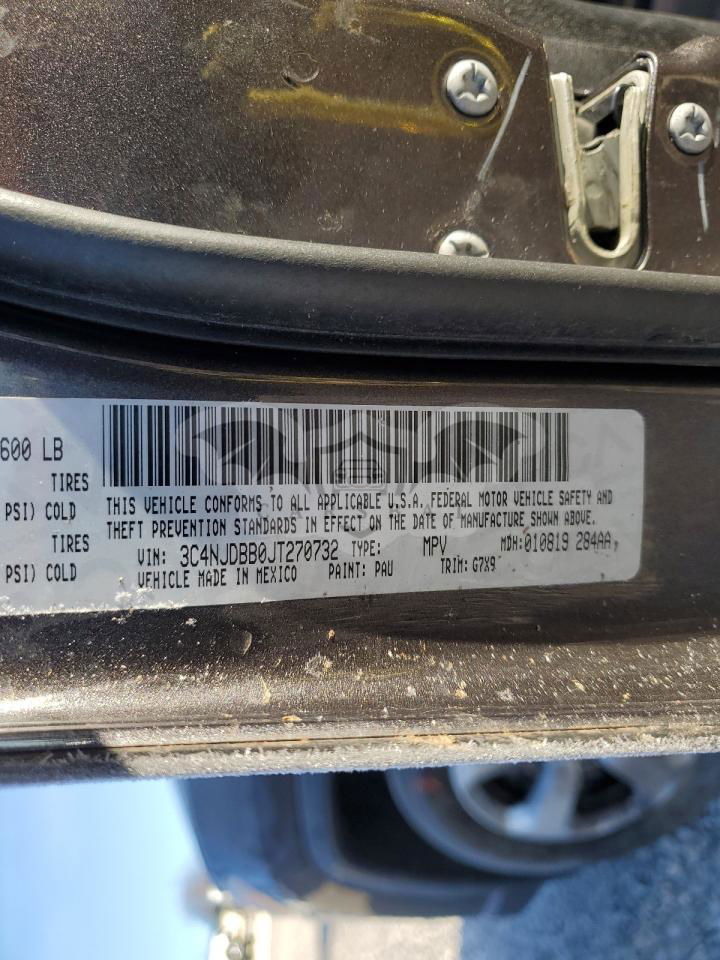 600 LB
TIRES
PSI) COLD
TIRES
PSI) COLD
THIS VEHICLE CONFORMS TO ALL APPLICABLE U.S.A. FEDERAL MOTOR VEHICLE SAFETY AND
THEFT PREVENTION STANDARDS IN EFFECT ON THE DATE OF MANUFACTURE SHOWN ABOVE.
VIN: 3C4NJDBB0JT270732 TYPE: MPV MDH:010819 284AA
VEHICLE MADE IN MEXICO PAINT: PAU TRIM: G7X9